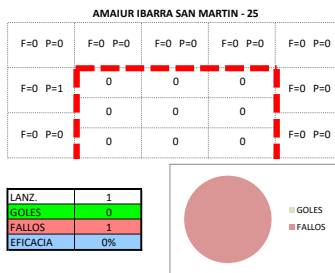 AMAIUR IBARRA SAN MARTIN - 25
F=0 P=0 F=0 P=0 F=0 P=0 F=0 P=0 F=0 P=0
F=0 P=1 0 0 0 F=0 P=0
0 0 0
F=0 P=0 0 0 0 F=0 P=0
LANZ. 1
GOLES 0
FALLOS 1
EFICACIA 0%
GOLES
FALLOS